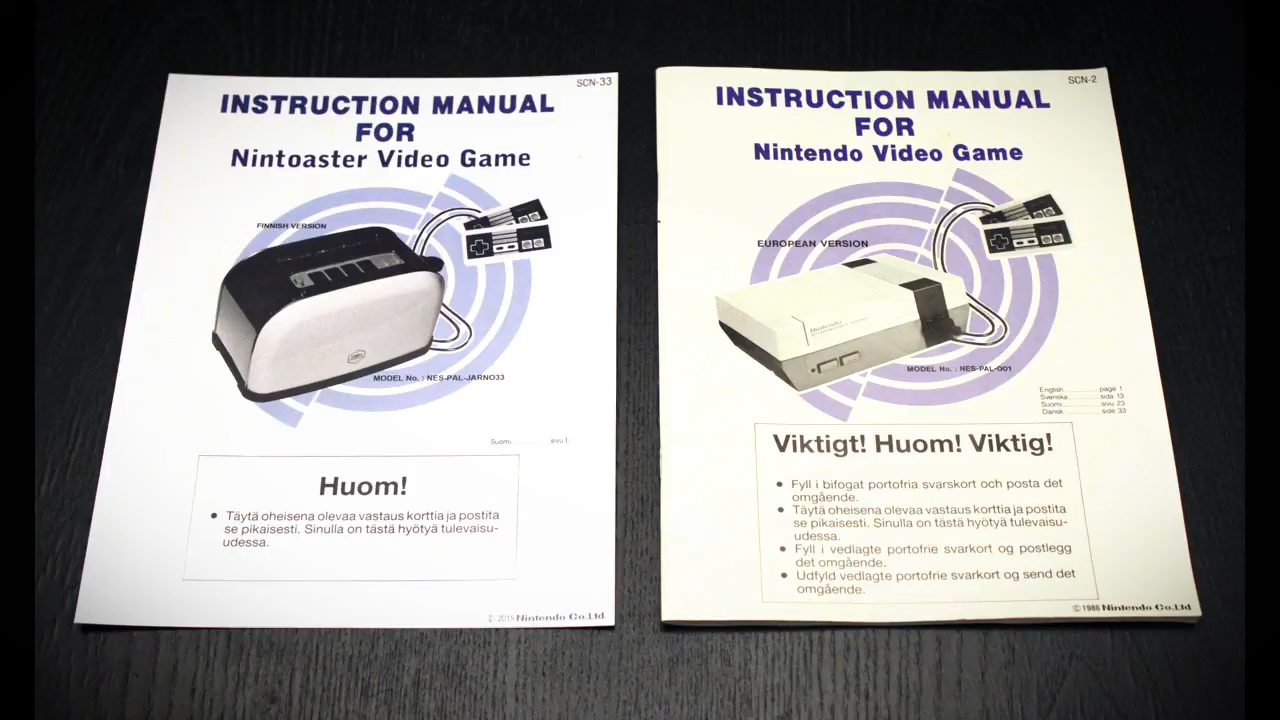 SCN-33
INSTRUCTION MANUAL
FOR
Nintoaster Video Game
FINNISH VERSION
MODEL No. : NES-PAL-JARNO33
Suomi..............sivu 1-
Huom!
• Täytä oheisena olevaa vastaus korttia ja postita
se pikaisesti. Sinulla on tästä hyötyä tulevaisu-
udessa.
© 2015 Nintendo Co.Ltd.
SCN-2
INSTRUCTION MANUAL
FOR
Nintendo Video Game
EUROPEAN VERSION
Nintendo
MODEL No. : NES-PAL-001
English..............page 1
Svenska..............sida 13
Suomi..............sivu 23
Dansk..............side 33
Viktigt! Huom! Viktig!
• Fyll i bifogat portofria svarskort och posta det
omgående.
• Täytä oheisena olevaa vastaus korttia ja postita
se pikaisesti. Sinulla on tästä hyötyä tulevaisu-
udessa.
• Fyll i vedlagte portofrie svarkort og postlegg
det omgående.
• Udfyld vedlagte portofrie svarkort og send det
omgående.
© 1986 Nintendo Co.Ltd.